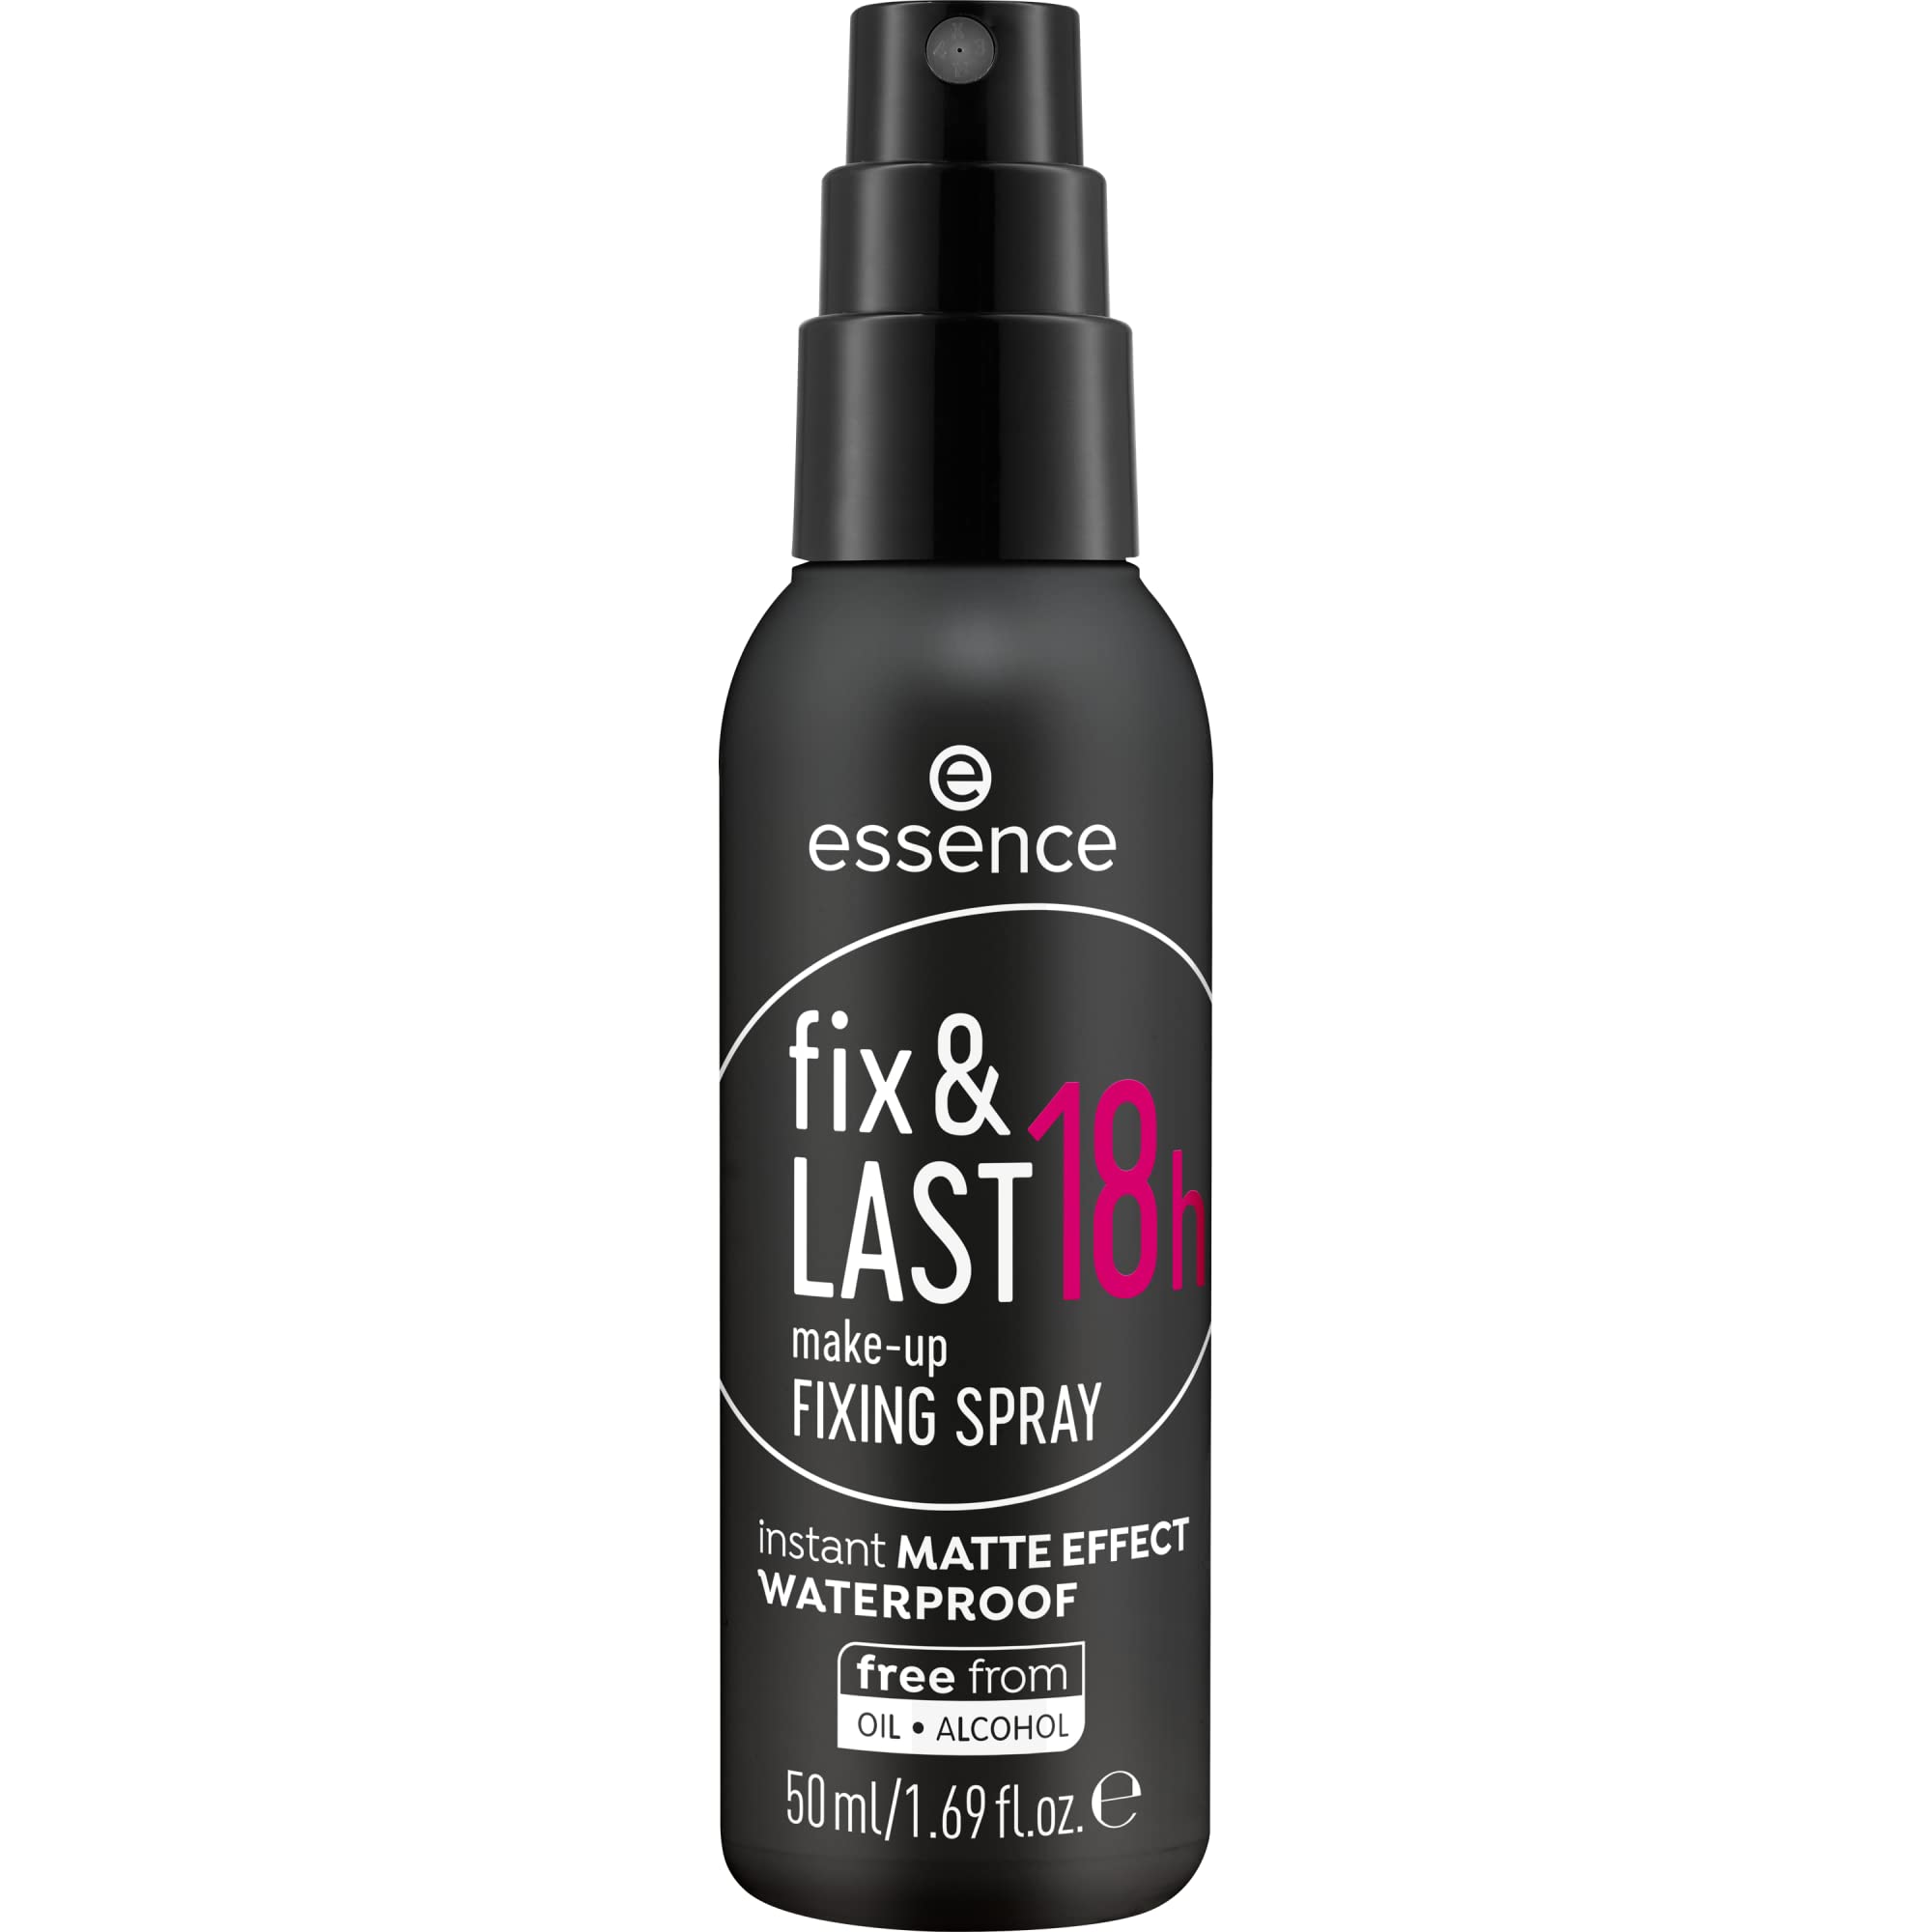 e
essence
fix &
LAST 18h
make-up
FIXING SPRAY
instant MATTE EFFECT
WATERPROOF
free from
OIL • ALCOHOL
50 ml/1.69 fl.oz. ℮